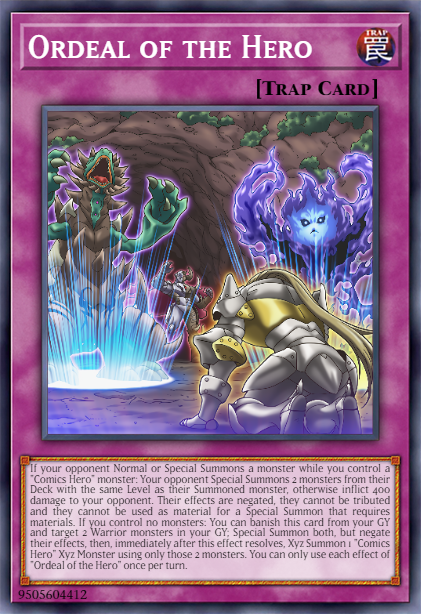 Ordeal of the Hero
TRAP
罠
[Trap Card]
If your opponent Normal or Special Summons a monster while you control a
"Comics Hero" monster: Your opponent Special Summons 2 monsters from their
Deck with the same Level as their Summoned monster, otherwise inflict 400
damage to your opponent. Their effects are negated, they cannot be tributed
and they cannot be used as material for a Special Summon that requires
materials. If you control no monsters: You can banish this card from your GY
and target 2 Warrior monsters in your GY; Special Summon both, but negate
their effects, then, immediately after this effect resolves, Xyz Summon 1 "Comics
Hero" Xyz Monster using only those 2 monsters. You can only use each effect of
"Ordeal of the Hero" once per turn.
9505604412